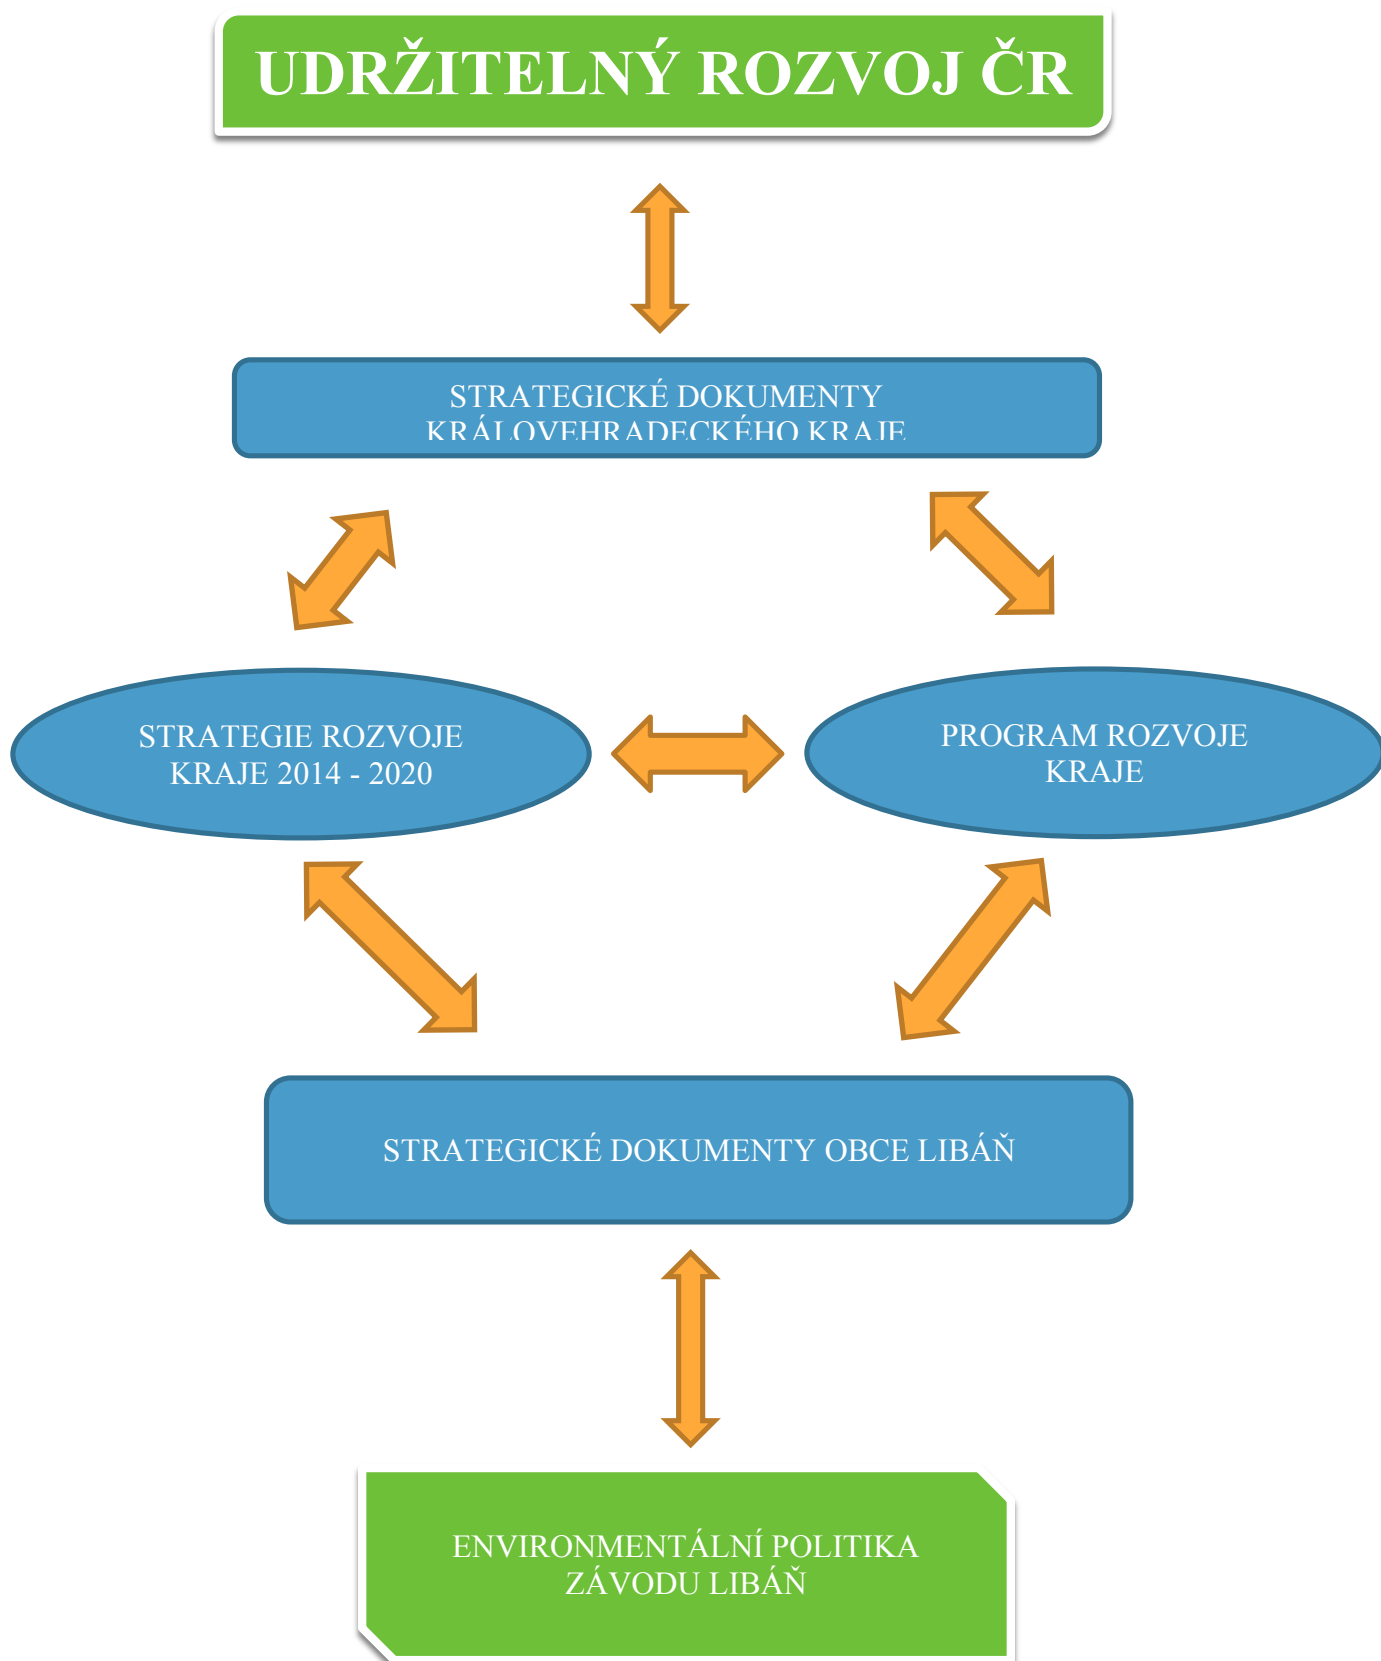 UDRŽITELNÝ ROZVOJ ČR
STRATEGICKÉ DOKUMENTY
KRÁLOVEHRADECKÉHO KRAJE
STRATEGIE ROZVOJE
KRAJE 2014 - 2020
PROGRAM ROZVOJE
KRAJE
STRATEGICKÉ DOKUMENTY OBCE LIBÁŇ
ENVIRONMENTÁLNÍ POLITIKA
ZÁVODU LIBÁŇ